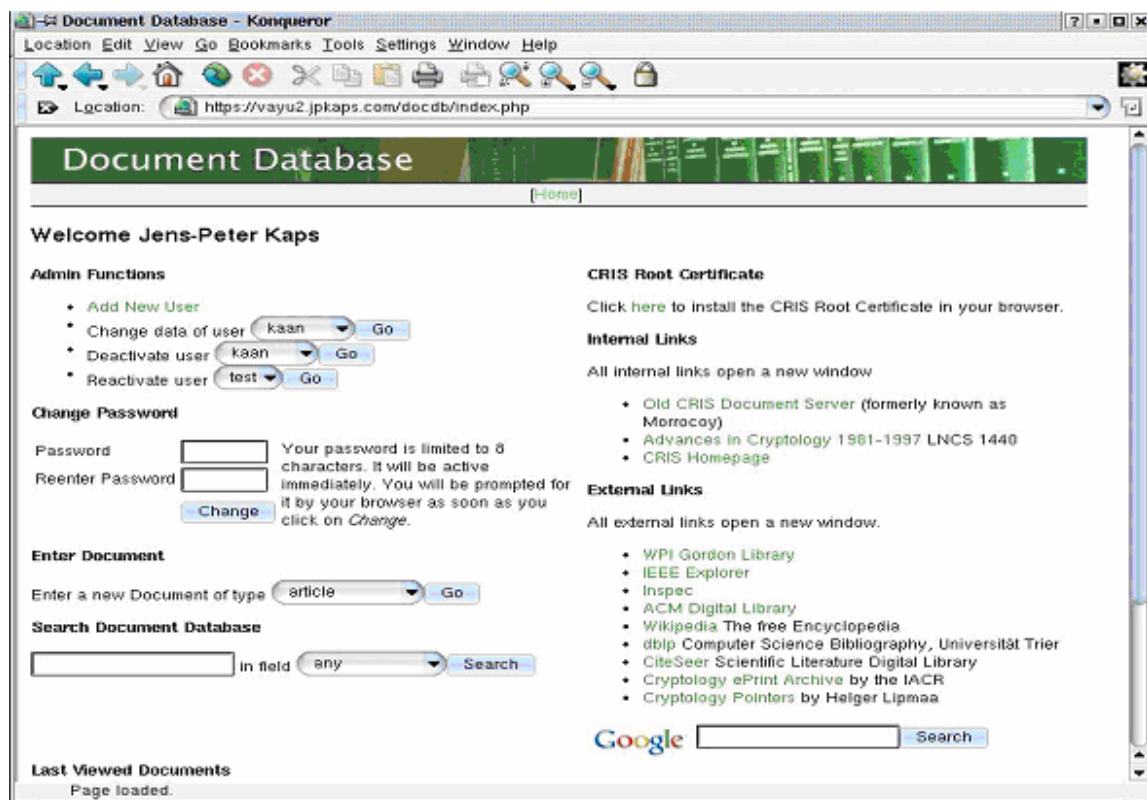 Document Database - Konqueror
Location Edit View Go Bookmarks Tools Settings Window Help
Location: https://vayu2.jpkaps.com/docdb/index.php
Document Database
[Home]
Welcome Jens-Peter Kaps
Admin Functions
• Add New User
• Change data of user kaan Go
• Deactivate user kaan Go
• Reactivate user test Go
Change Password
Password
Reenter Password
Your password is limited to 8
characters. It will be active
immediately. You will be prompted for
it by your browser as soon as you
click on Change.
Change
Enter Document
Enter a new Document of type article Go
Search Document Database
in field any Search
Last Viewed Documents
CRIS Root Certificate
Click here to install the CRIS Root Certificate in your browser.
Internal Links
All internal links open a new window
• Old CRIS Document Server (formerly known as
Morrocoy)
• Advances in Cryptology 1981-1997 LNCS 1440
• CRIS Homepage
External Links
All external links open a new window.
• WPI Gordon Library
• IEEE Explorer
• Inspec
• ACM Digital Library
• Wikipedia The free Encyclopedia
• dblp Computer Science Bibliography, Universität Trier
• CiteSeer Scientific Literature Digital Library
• Cryptology ePrint Archive by the IACR
• Cryptology Pointers by Helger Lipmaa
Google Search
Page loaded.